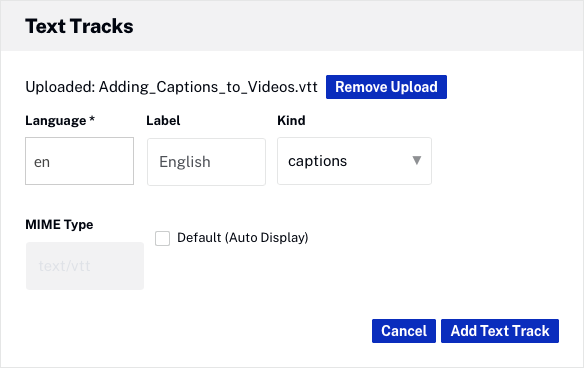 Text Tracks
Uploaded: Adding_Captions_to_Videos.vtt Remove Upload
Language * Label Kind
en English captions
MIME Type
Default (Auto Display)
text/vtt
Cancel Add Text Track